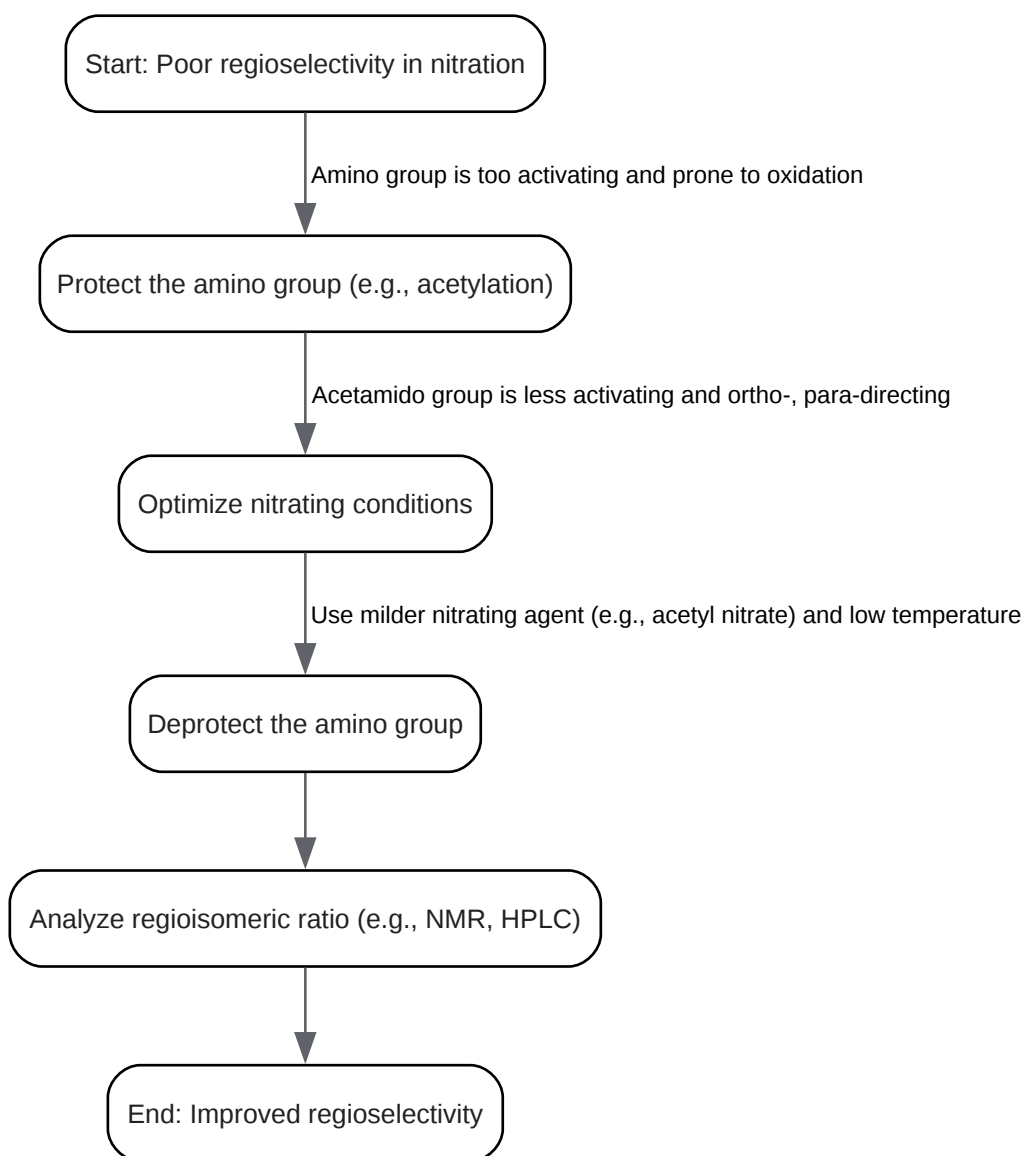 Start: Poor regioselectivity in nitration
Amino group is too activating and prone to oxidation
Protect the amino group (e.g., acetylation)
Acetamido group is less activating and ortho-, para-directing
Optimize nitrating conditions
Use milder nitrating agent (e.g., acetyl nitrate) and low temperature
Deprotect the amino group
Analyze regioisomeric ratio (e.g., NMR, HPLC)
End: Improved regioselectivity